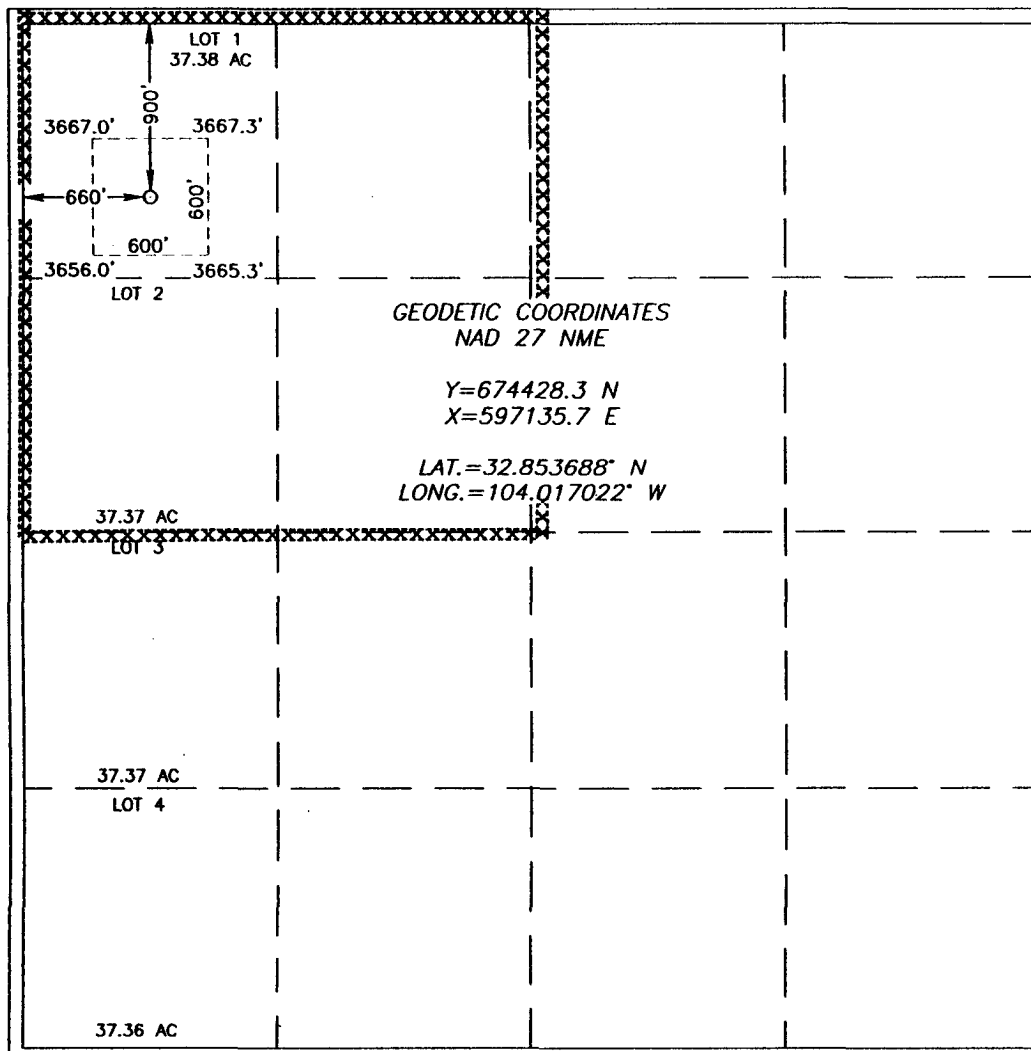 LOT 1
37.38 AC
900'
3667.0' 3667.3'
660'
600'
600'
3656.0' 3665.3'
LOT 2
GEODETIC COORDINATES
NAD 27 NME
Y=674428.3 N
X=597135.7 E
LAT.=32.853688° N
LONG.=104.017022° W
37.37 AC
LOT 3
37.37 AC
LOT 4
37.36 AC